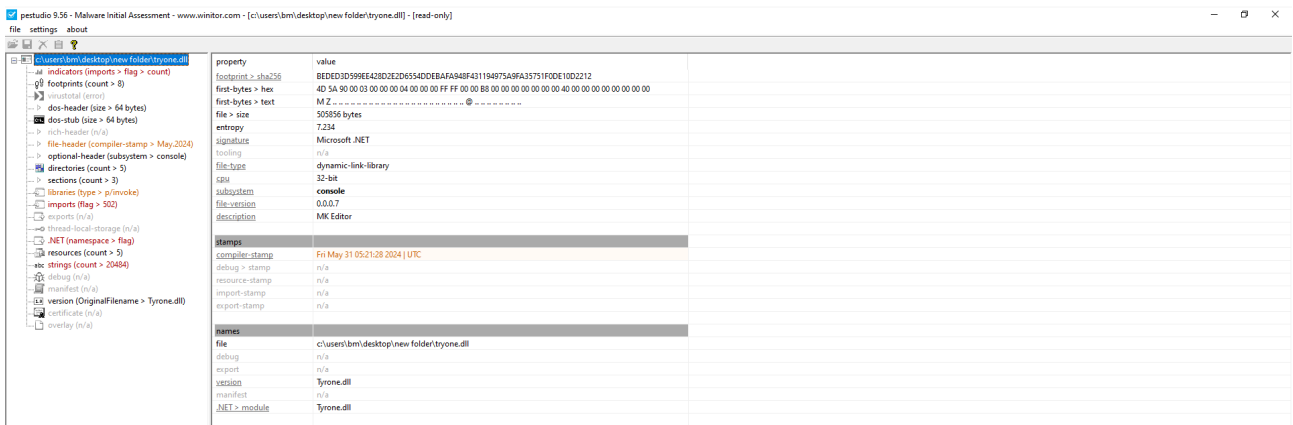 pestudio 9.56 - Malware Initial Assessment - www.winitor.com - [c:\users\bm\desktop\new folder\tryone.dll] - [read-only]
file settings about
c:\users\bm\desktop\new folder\tryone.dll
indicators (imports > flag > count)
footprints (count > 8)
virustotal (error)
dos-header (size > 64 bytes)
dos-stub (size > 64 bytes)
rich-header (n/a)
file-header (compiler-stamp > May.2024)
optional-header (subsystem > console)
directories (count > 5)
sections (count > 3)
libraries (type > p/invoke)
imports (flag > 502)
exports (n/a)
thread-local-storage (n/a)
.NET (namespace > flag)
resources (count > 5)
strings (count > 20484)
debug (n/a)
manifest (n/a)
version (OriginalFilename > Tyrone.dll)
certificate (n/a)
overlay (n/a)
property value
footprint > sha256 BEDED3D599EE428D2E2D6554DDEBAFA948F431194975A9FA35751F0DE10D2212
first-bytes > hex 4D 5A 90 00 03 00 00 00 04 00 00 00 FF FF 00 00 B8 00 00 00 00 00 00 00 40 00 00 00 00 00 00 00 00 00 00
first-bytes > text M Z .. .. .. .. .. .. .. .. .. .. .. .. .. .. .. .. .. .. .. .. .. .. @ .. .. .. .. .. .. .. ..
file > size 505856 bytes
entropy 7.234
signature Microsoft .NET
tooling n/a
file-type dynamic-link-library
cpu 32-bit
subsystem console
file-version 0.0.0.7
description MK Editor
stamps
compiler-stamp Fri May 31 05:21:28 2024 | UTC
debug > stamp n/a
resource-stamp n/a
import-stamp n/a
export-stamp n/a
names
file c:\users\bm\desktop\new folder\tryone.dll
debug n/a
export n/a
version Tyrone.dll
manifest n/a
.NET > module Tyrone.dll